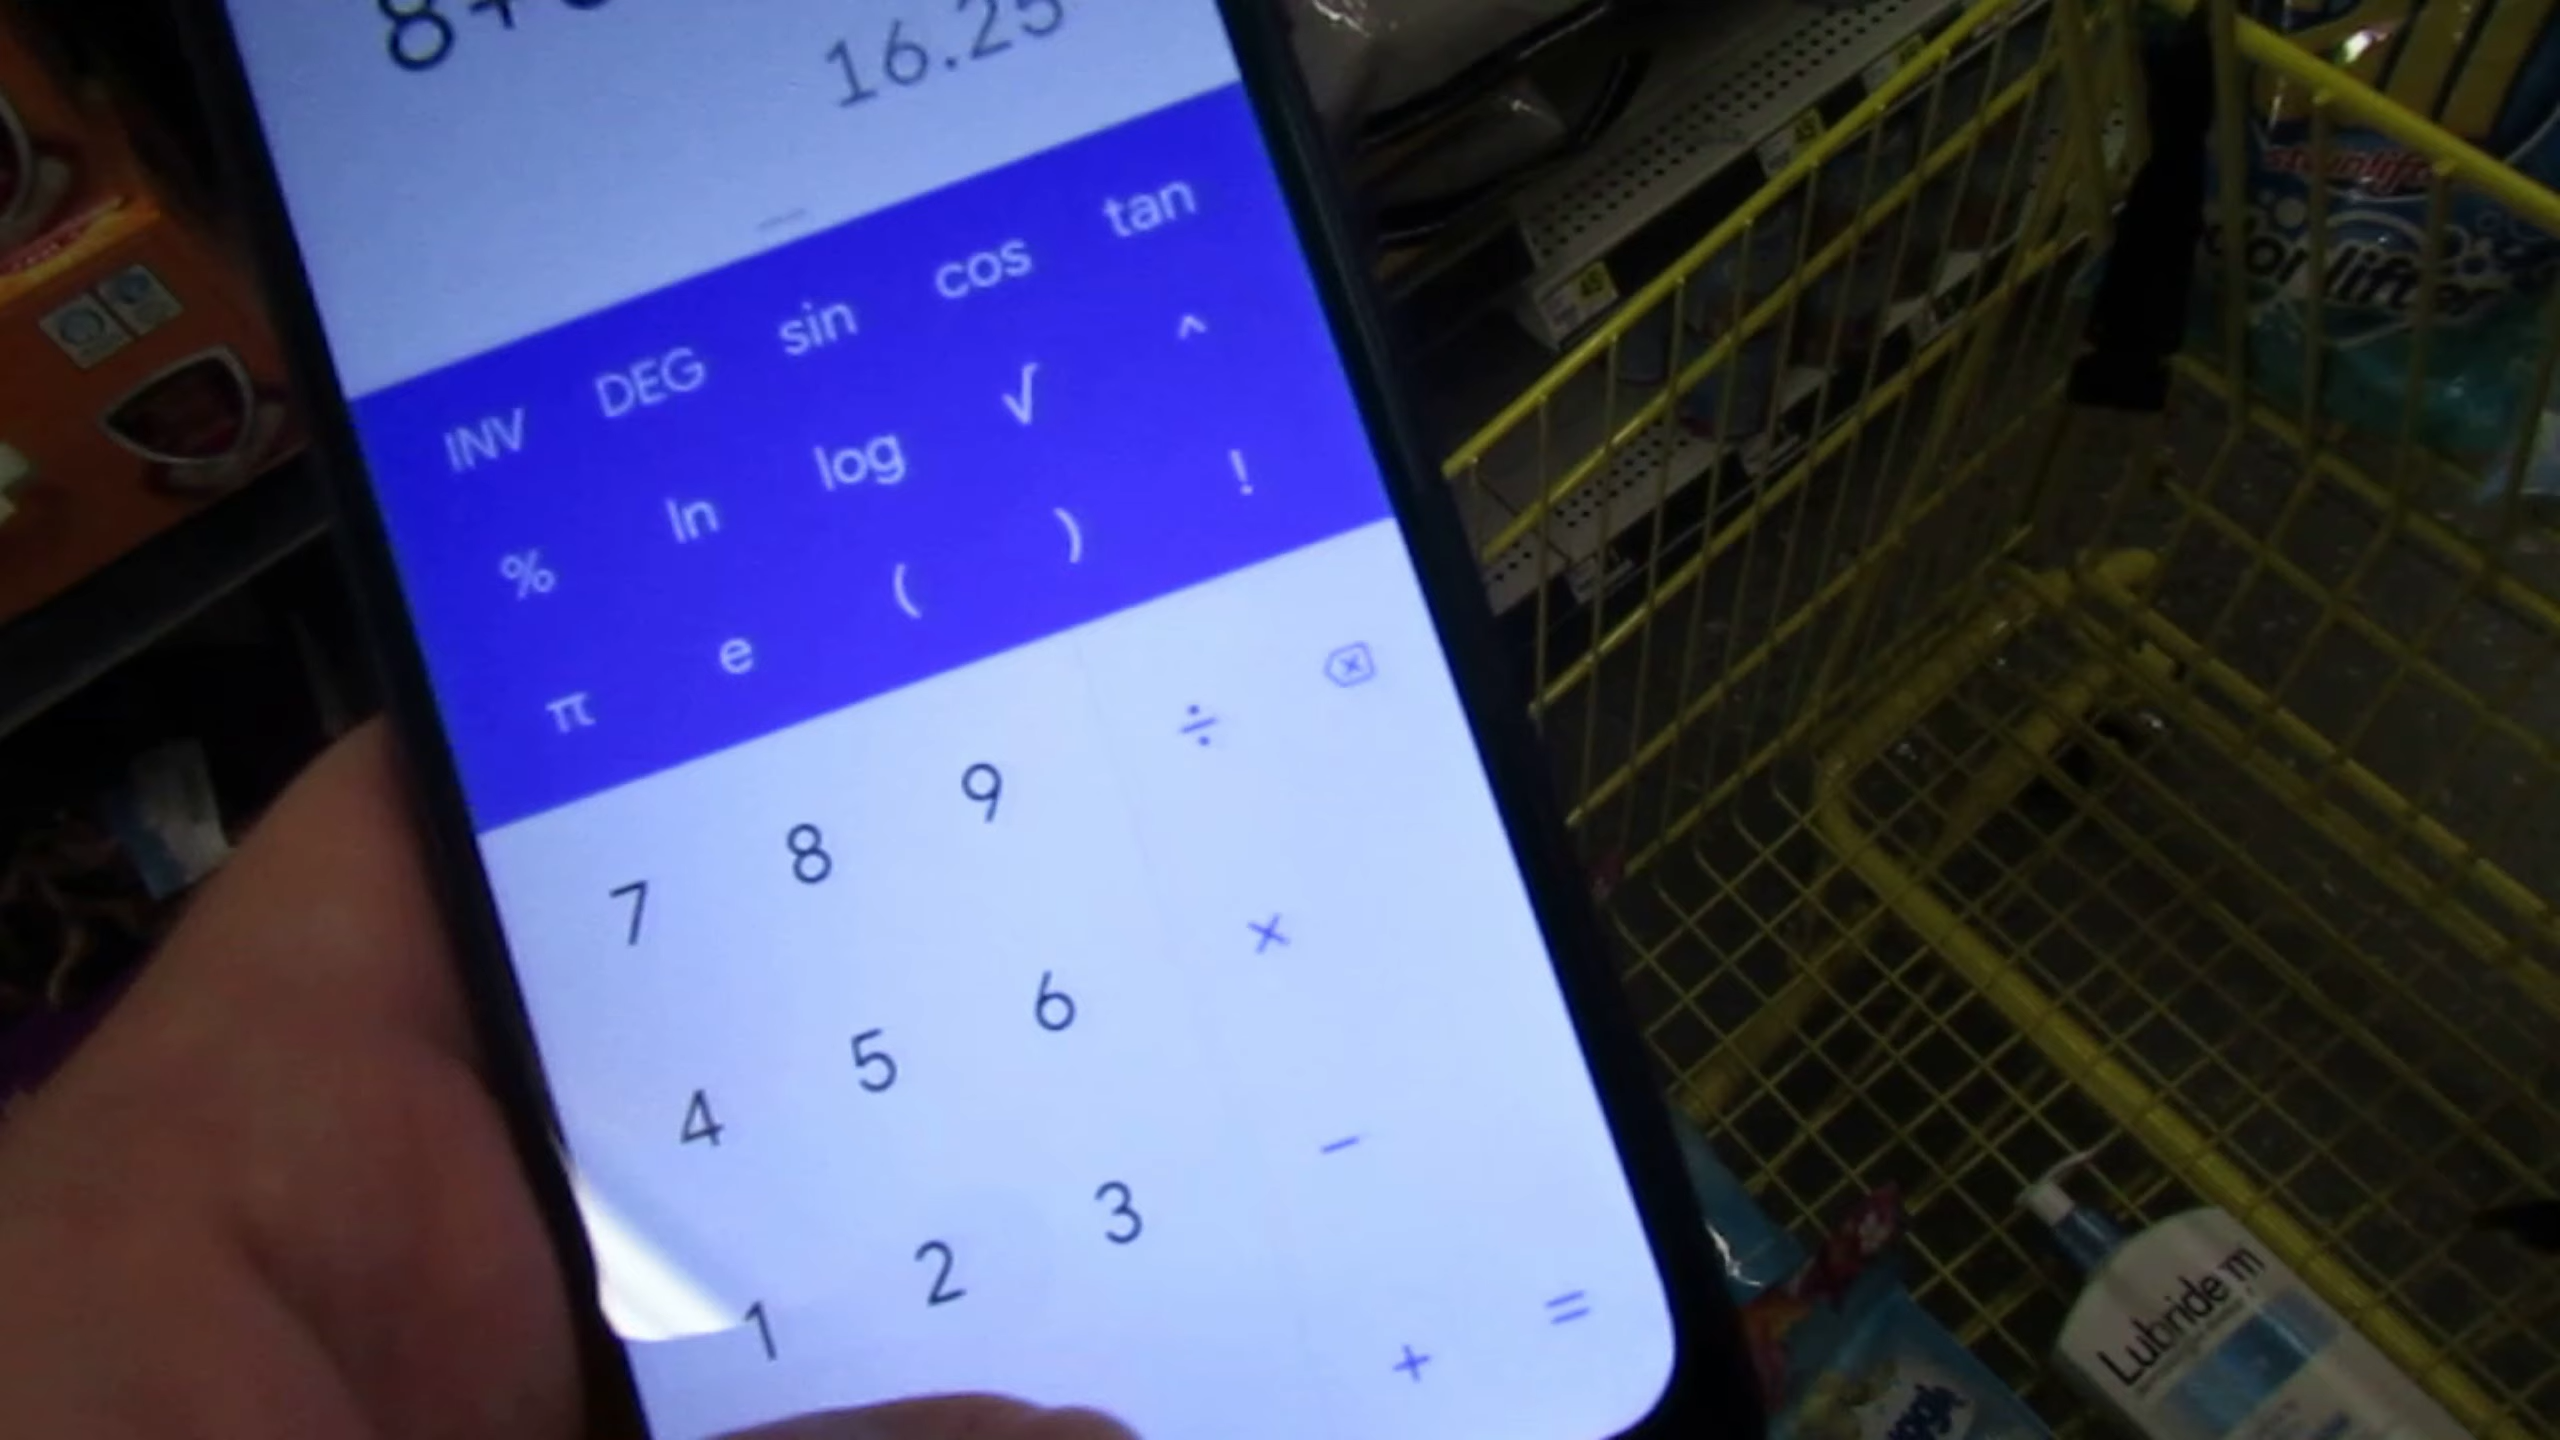 8+
16.25
INV DEG sin cos tan
% ln log √ ^
π e ( ) !
7 8 9 ÷
4 5 6 ×
1 2 3 −
+ =
Lubriderm